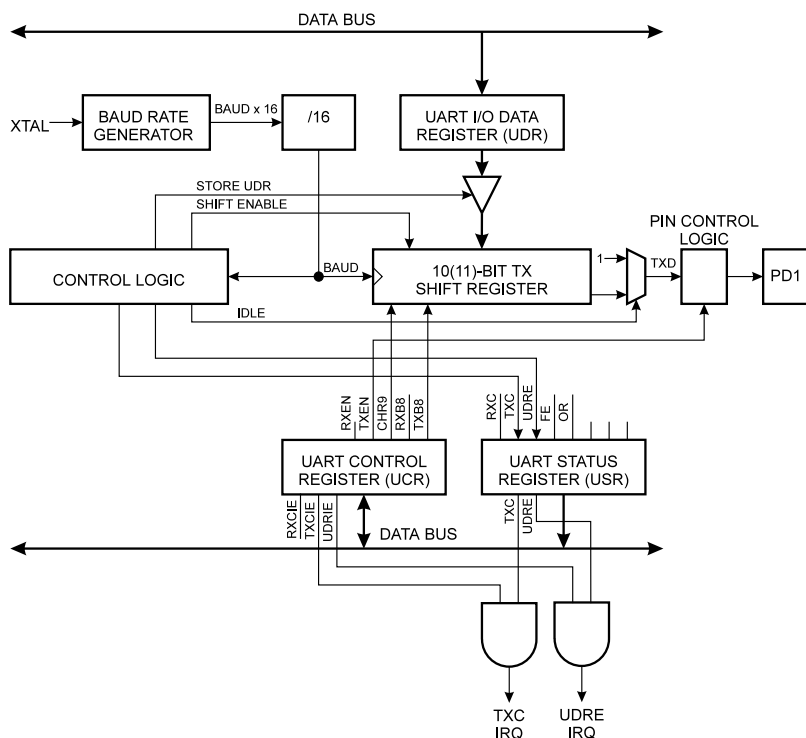 DATA BUS
XTAL
BAUD RATE
GENERATOR
BAUD x 16
/16
UART I/O DATA
REGISTER (UDR)
STORE UDR
SHIFT ENABLE
PIN CONTROL
LOGIC
CONTROL LOGIC
BAUD
10(11)-BIT TX
SHIFT REGISTER
1
TXD
PD1
IDLE
RXEN
TXEN
CHR9
RXB8
TXB8
RXC
TXC
UDRE
FE
OR
UART CONTROL
REGISTER (UCR)
UART STATUS
REGISTER (USR)
RXCIE
TXCIE
UDRIE
TXC
UDRE
DATA BUS
TXC
IRQ
UDRE
IRQ